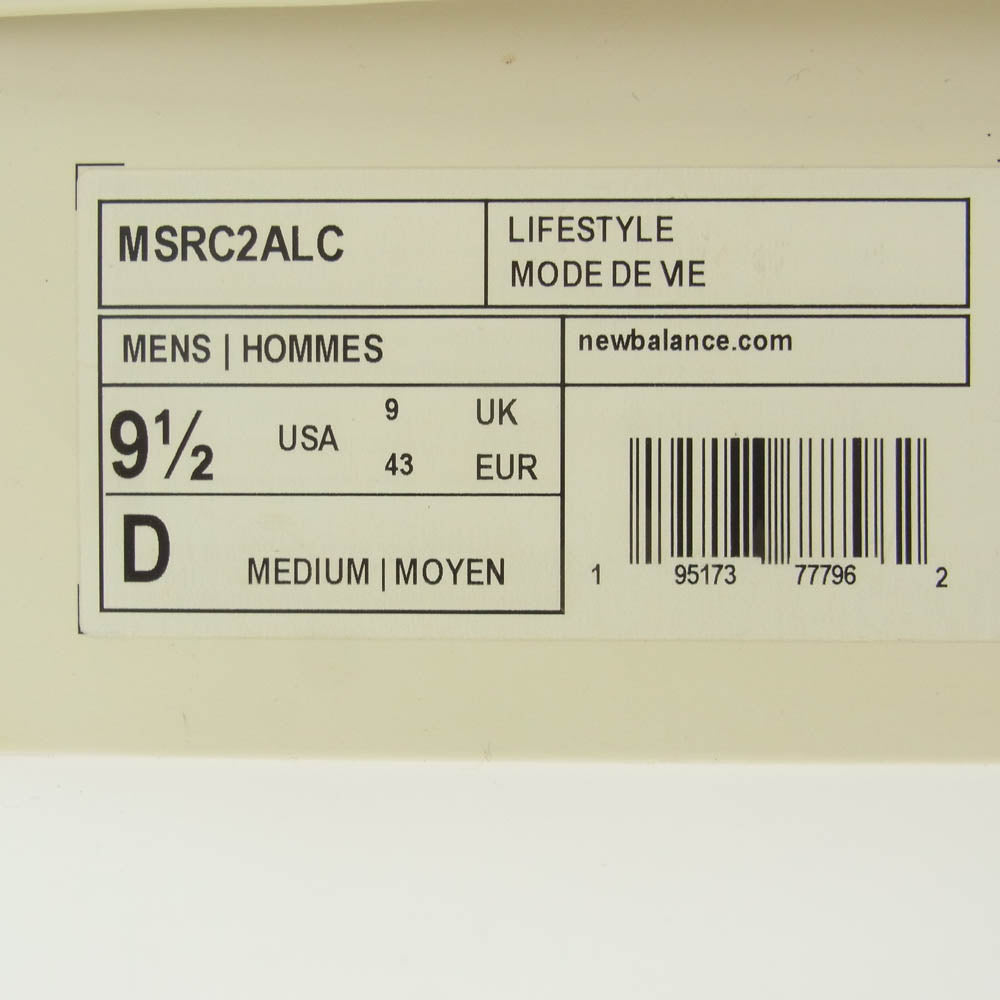 MSRC2ALC
LIFESTYLE
MODE DE VIE
MENS | HOMMES
newbalance.com
9½ USA
9 UK
43 EUR
D MEDIUM | MOYEN
1 95173 77796 2